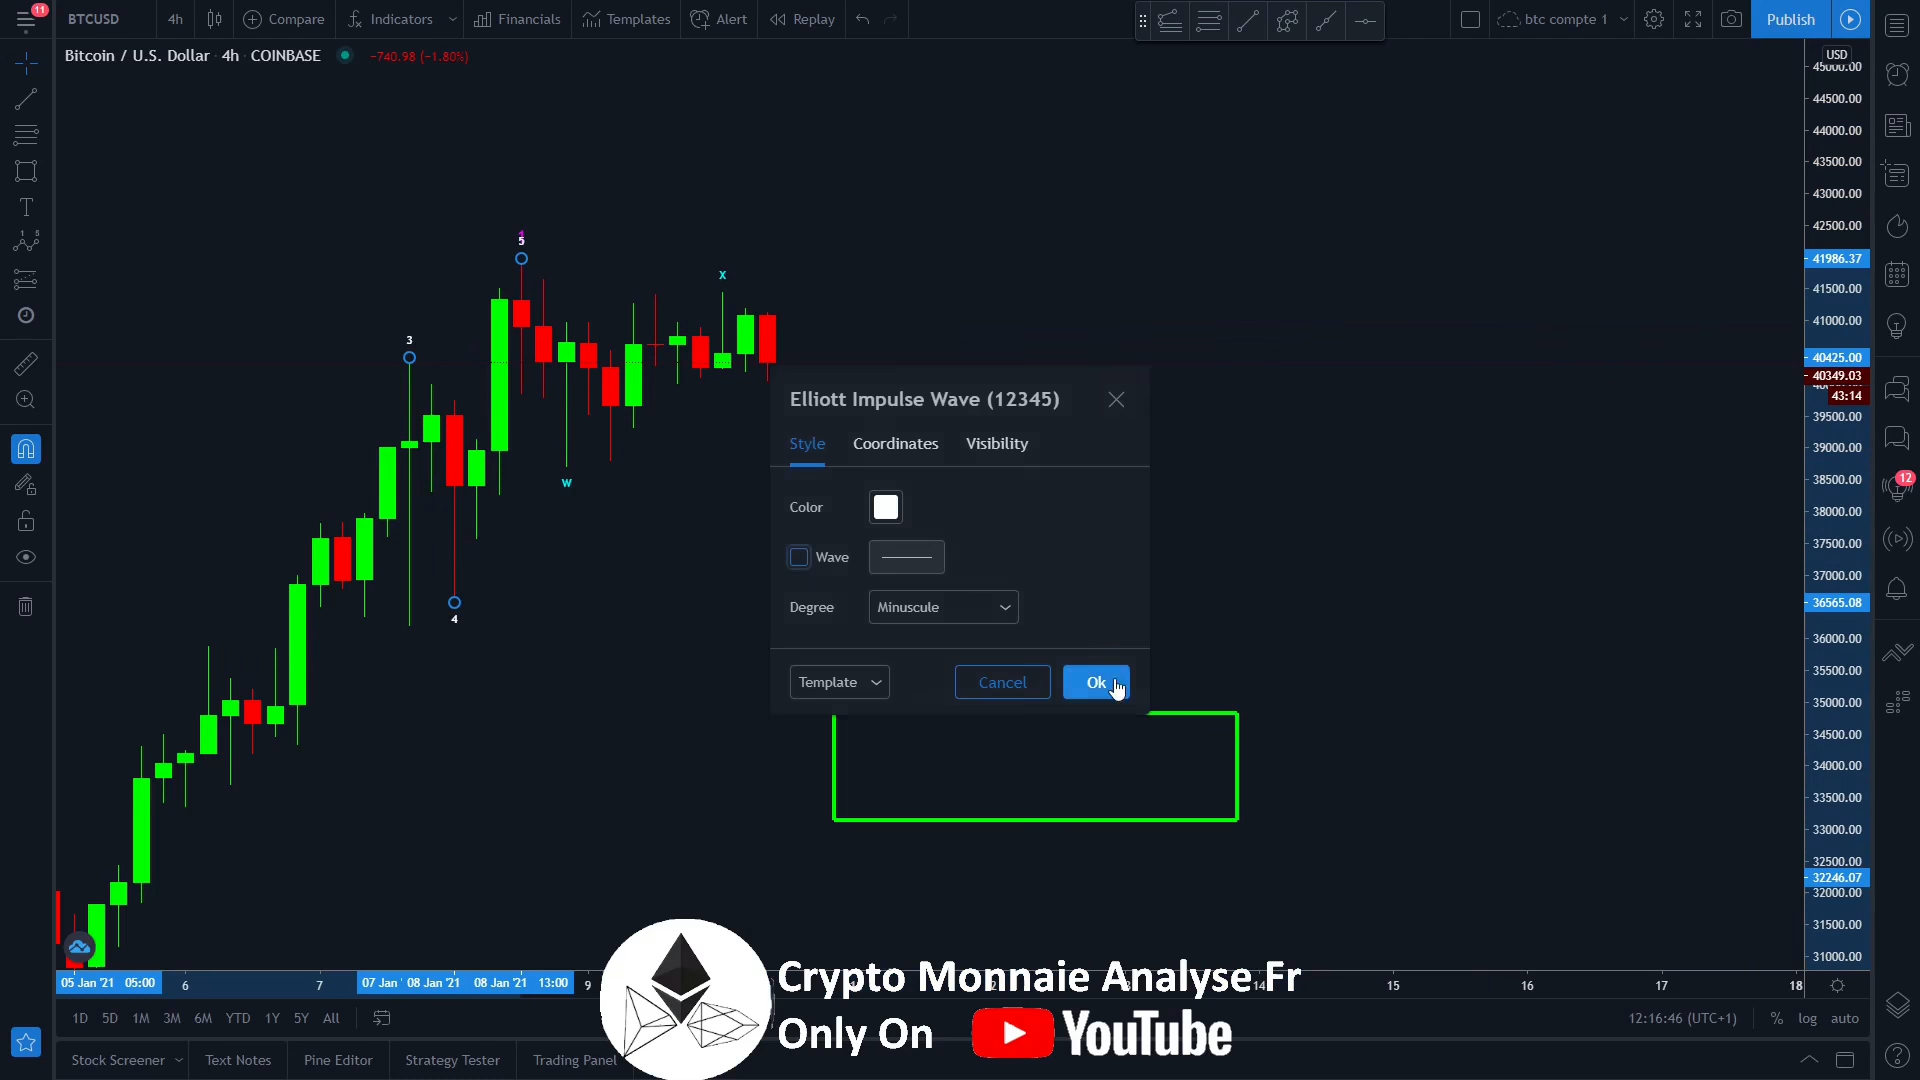 11
BTCUSD
4h
Compare
Indicators
Financials
Templates
Alert
Replay
btc compte 1
Publish
Bitcoin / U.S. Dollar · 4h · COINBASE
−740.98 (−1.80%)
USD
45000.00
44500.00
44000.00
43500.00
43000.00
42500.00
41986.37
41500.00
41000.00
40425.00
40349.03
43:14
39500.00
39000.00
38500.00
38000.00
37500.00
37000.00
36565.08
36000.00
35500.00
35000.00
34500.00
34000.00
33500.00
33000.00
32500.00
32246.07
32000.00
31500.00
31000.00
5
3
4
X
W
12
Elliott Impulse Wave (12345)
Style
Coordinates
Visibility
Color
Wave
Degree
Minuscule
Template
Cancel
Ok
05 Jan '21 05:00
6
7
07 Jan '
08 Jan '21
08 Jan '21 13:00
9
14
15
16
17
18
Crypto Monnaie Analyse Fr
Only On
YouTube
1D
5D
1M
3M
6M
YTD
1Y
5Y
All
12:16:46 (UTC+1)
%
log
auto
Stock Screener
Text Notes
Pine Editor
Strategy Tester
Trading Panel